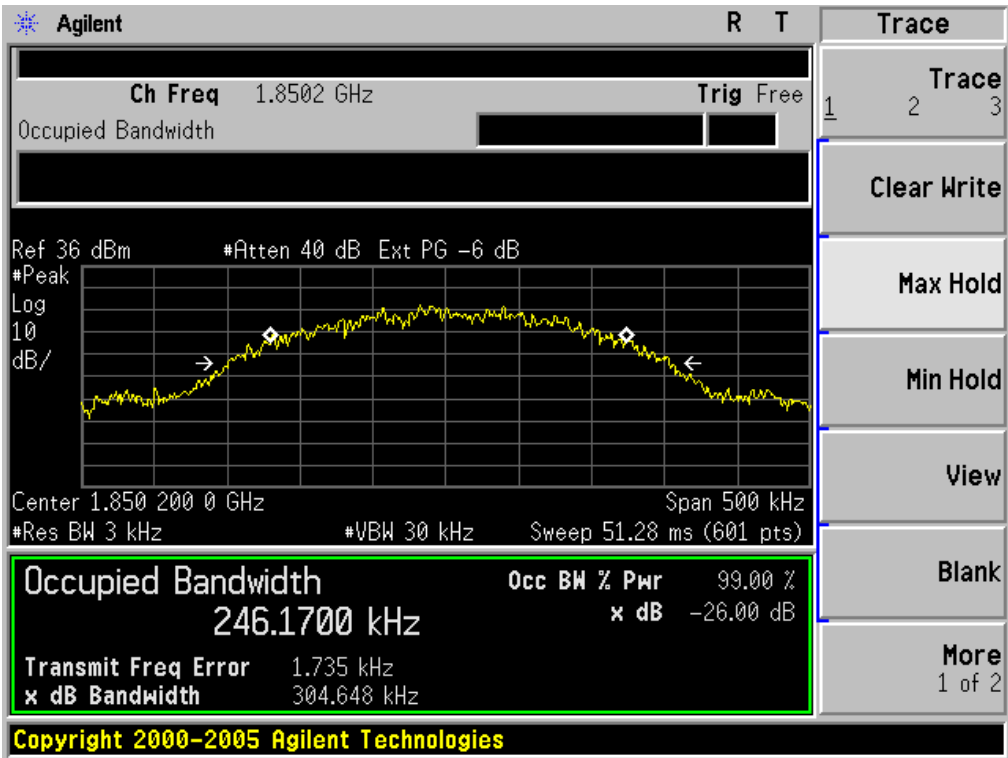 Agilent R T Trace
Ch Freq 1.8502 GHz Trig Free
Occupied Bandwidth
Trace
1 2 3
Clear Write
Max Hold
Min Hold
View
Blank
More
1 of 2
Ref 36 dBm #Atten 40 dB Ext PG -6 dB
#Peak
Log
10
dB/
Center 1.850 200 0 GHz Span 500 kHz
#Res BW 3 kHz #VBW 30 kHz Sweep 51.28 ms (601 pts)
Occupied Bandwidth Occ BW % Pwr 99.00 %
246.1700 kHz x dB -26.00 dB
Transmit Freq Error 1.735 kHz
x dB Bandwidth 304.648 kHz
Copyright 2000-2005 Agilent Technologies